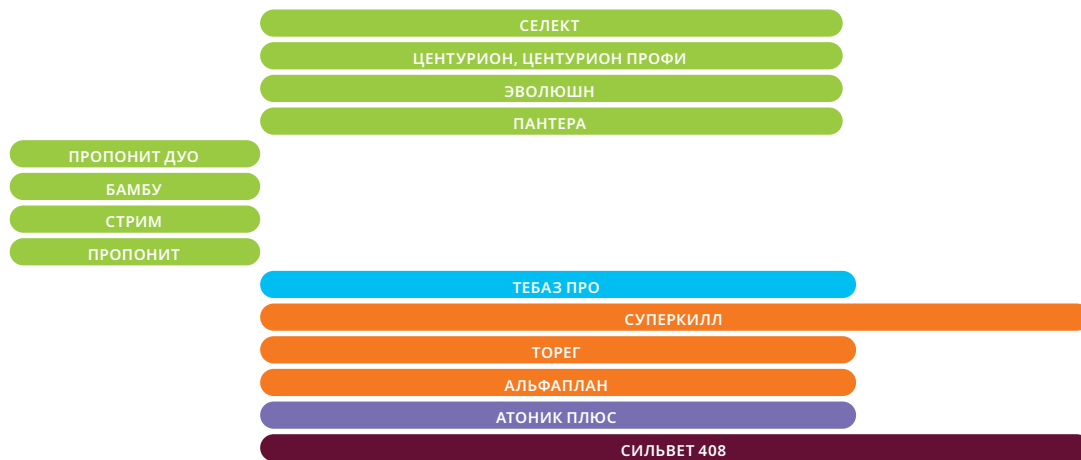 СЕЛЕКТ
ЦЕНТУРИОН, ЦЕНТУРИОН ПРОФИ
ЭВОЛЮШН
ПАНТЕРА
ПРОПОНИТ ДУО
БАМБУ
СТРИМ
ПРОПОНИТ
ТЕБАЗ ПРО
СУПЕРКИЛЛ
ТОРЕГ
АЛЬФАПЛАН
АТОНИК ПЛЮС
СИЛЬВЕТ 408